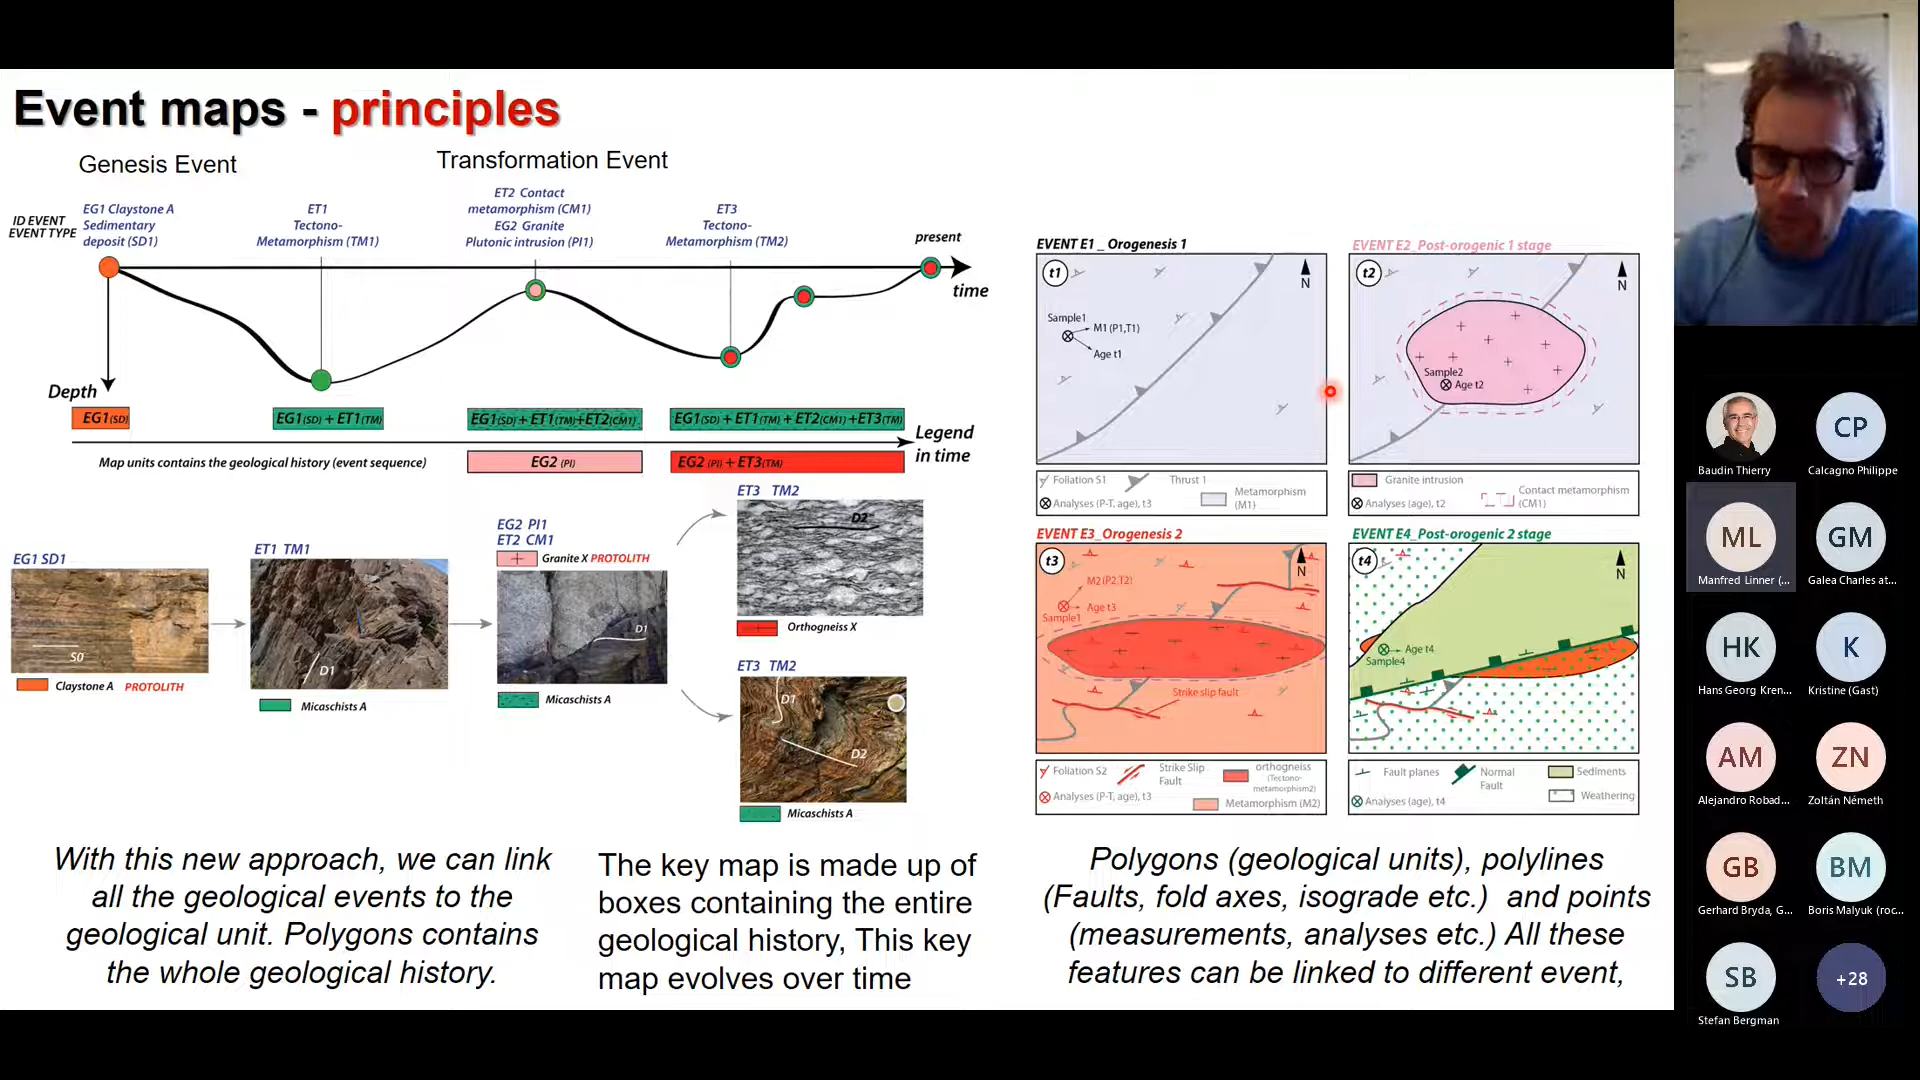 Event maps - principles
Genesis Event
Transformation Event
ID EVENT
EVENT TYPE
EG1 Claystone A
Sedimentary
deposit (SD1)
ET1
Tectono-
Metamorphism (TM1)
ET2 Contact
metamorphism (CM1)
EG2 Granite
Plutonic intrusion (PI1)
ET3
Tectono-
Metamorphism (TM2)
present
time
Depth
EG1(SD)
EG1(SD) + ET1(TM)
EG1(SD) + ET1(TM)+ET2(CM1)
EG1(SD) + ET1(TM) + ET2(CM1) +ET3(TM)
Legend
in time
Map units contains the geological history (event sequence)
EG2 (PI)
EG2 (PI) + ET3(TM)
EG1 SD1
S0
Claystone A PROTOLITH
ET1 TM1
D1
Micaschists A
EG2 PI1
ET2 CM1
Granite X PROTOLITH
D1
Micaschists A
ET3 TM2
D2
Orthogneiss X
ET3 TM2
D1
D2
Micaschists A
With this new approach, we can link
all the geological events to the
geological unit. Polygons contains
the whole geological history.
The key map is made up of
boxes containing the entire
geological history, This key
map evolves over time
EVENT E1 _ Orogenesis 1
t1
N
Sample1
M1 (P1,T1)
Age t1
Foliation S1
Thrust 1
Analyses (P-T, age), t3
Metamorphism
(M1)
EVENT E2_Post-orogenic 1 stage
t2
N
Sample2
Age t2
Granite intrusion
Analyses (age), t2
Contact metamorphism
(CM1)
EVENT E3_Orogenesis 2
t3
N
M2 (P2,T2)
Age t3
Sample1
Strike slip fault
Foliation S2
Strike Slip
Fault
orthogneiss
(Tectono-
metamorphism2)
Analyses (P-T, age), t3
Metamorphism (M2)
EVENT E4_Post-orogenic 2 stage
t4
N
Age t4
Sample4
Fault planes
Normal
Fault
Sediments
Analyses (age), t4
Weathering
Polygons (geological units), polylines
(Faults, fold axes, isograde etc.) and points
(measurements, analyses etc.) All these
features can be linked to different event,
Baudin Thierry
CP
Calcagno Philippe
ML
Manfred Linner (...
GM
Galea Charles at...
HK
Hans Georg Kren...
K
Kristine (Gast)
AM
Alejandro Robad...
ZN
Zoltán Németh
GB
Gerhard Bryda, G...
BM
Boris Malyuk (roc...
SB
Stefan Bergman
+28